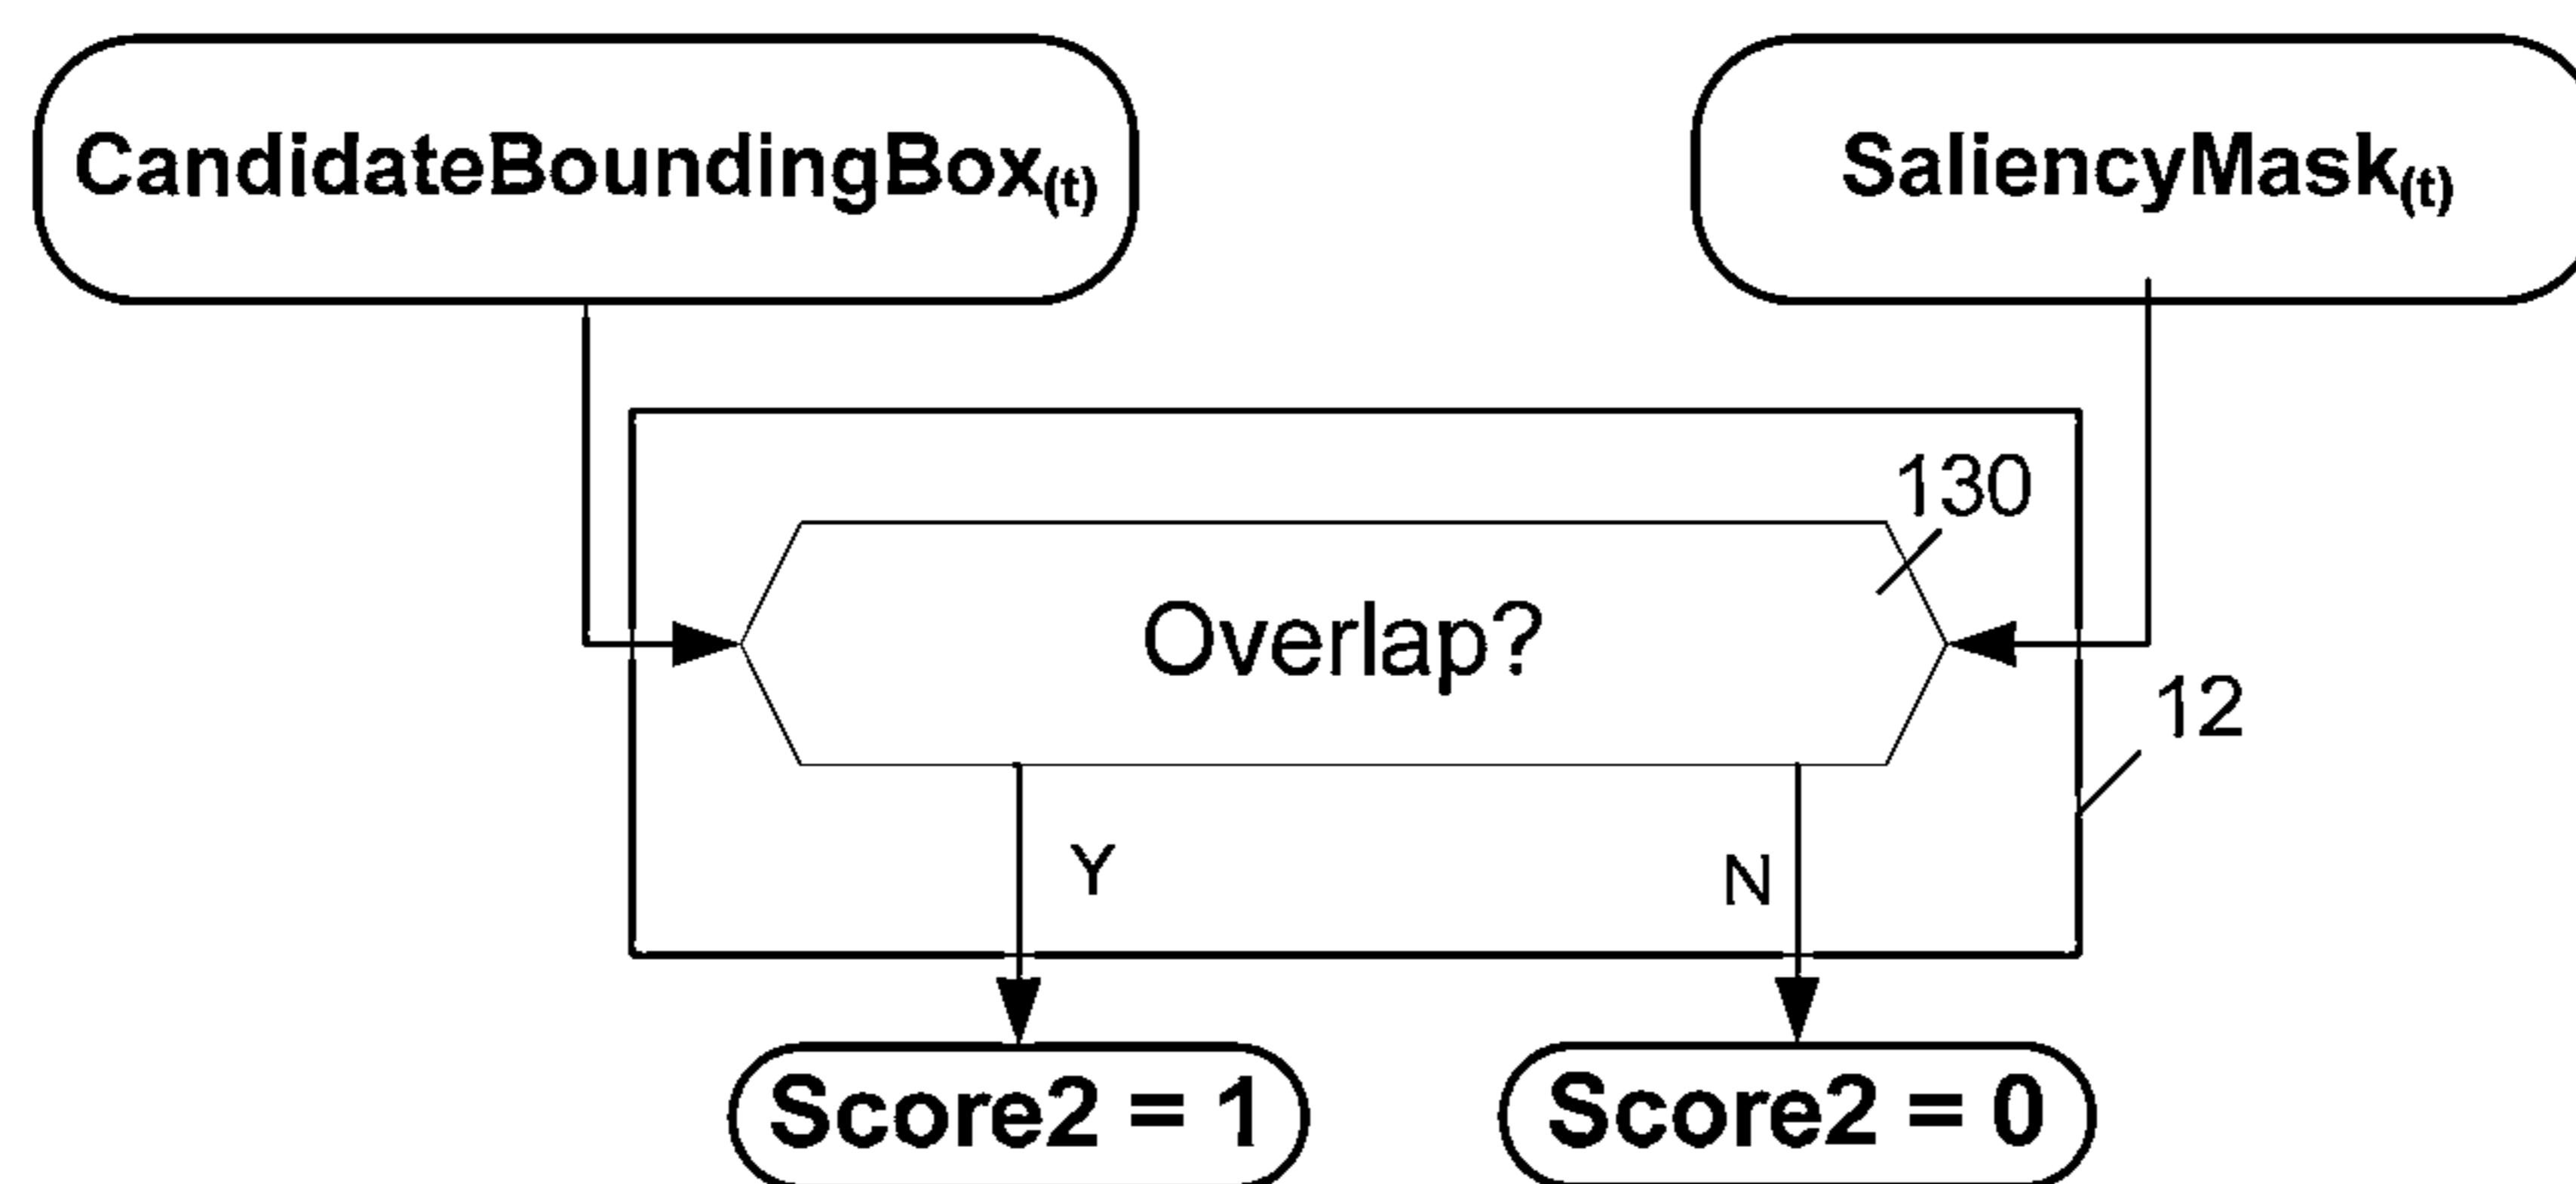 CandidateBoundingBox(t)
SaliencyMask(t)
130
Overlap?
12
Y
N
Score2 = 1
Score2 = 0